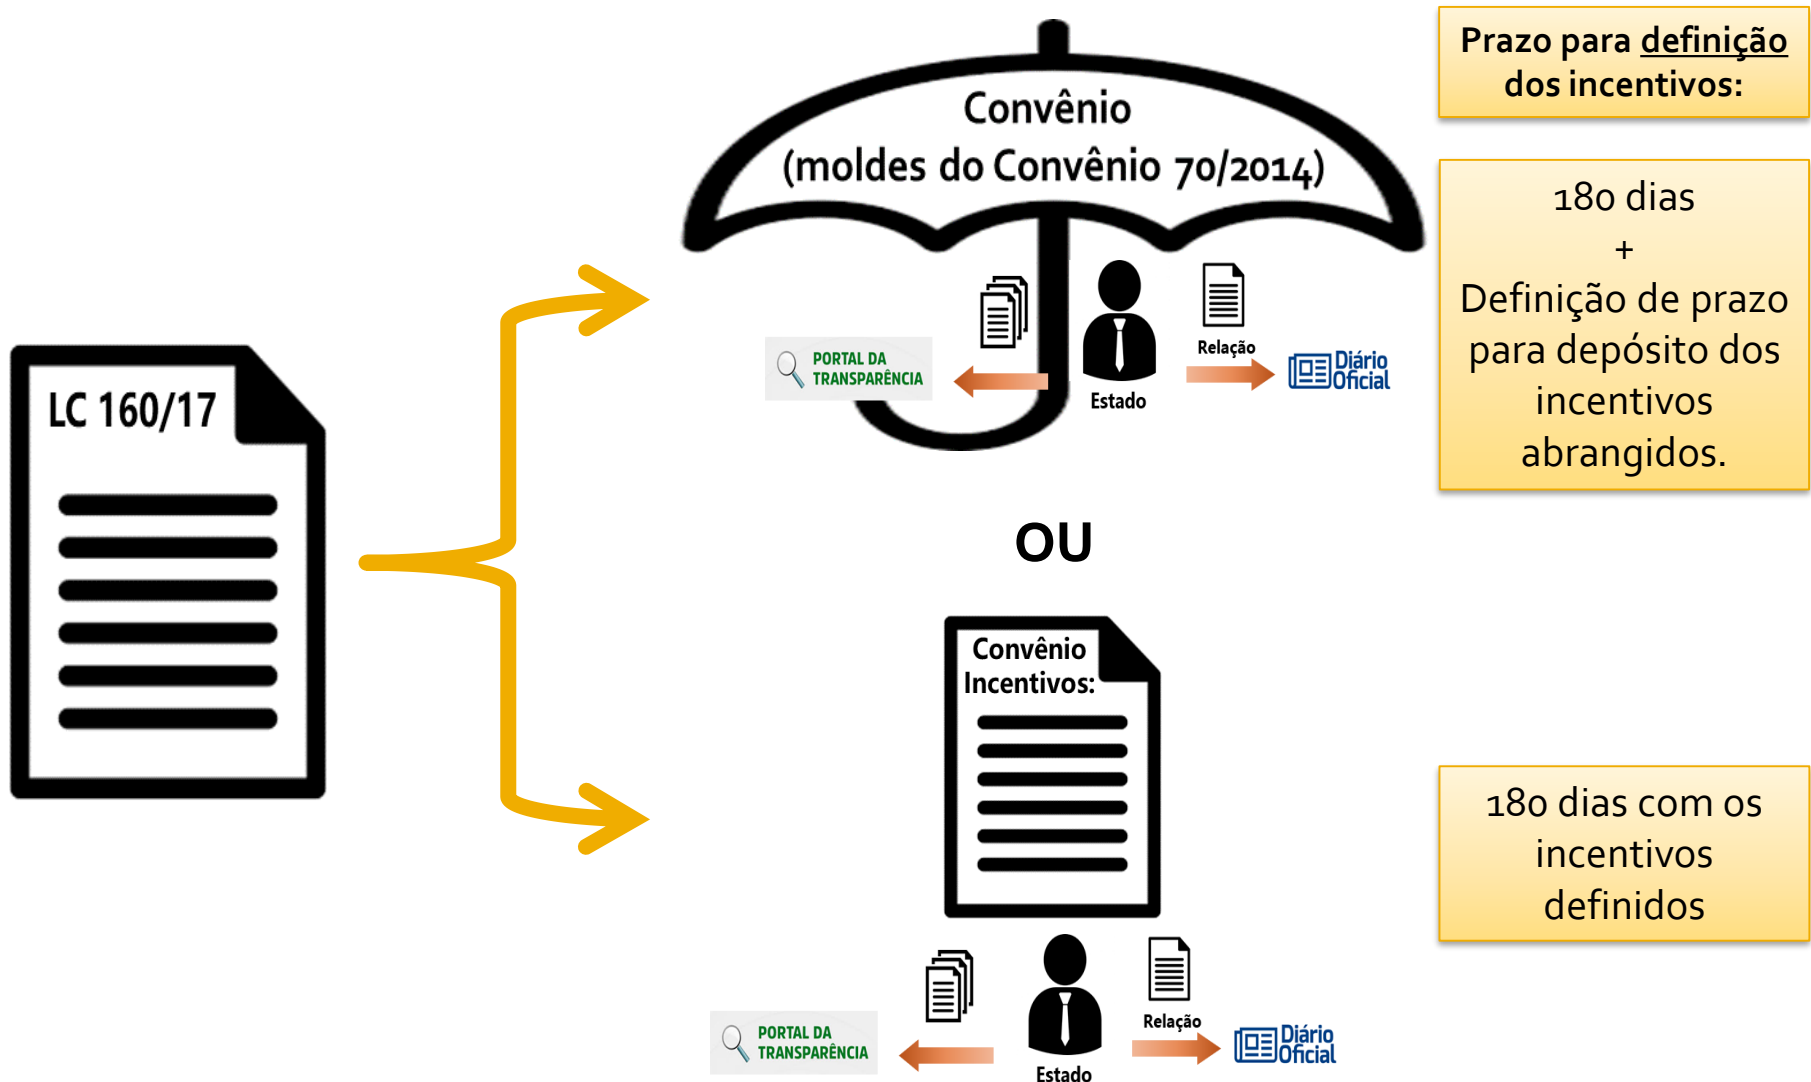 Prazo para definição
dos incentivos:
Convênio
(moldes do Convênio 70/2014)
180 dias
+
Definição de prazo
para depósito dos
incentivos
abrangidos.
Relação
PORTAL DA
TRANSPARÊNCIA
Diário
Oficial
Estado
LC 160/17
OU
Convênio
Incentivos:
180 dias com os
incentivos
definidos
Relação
PORTAL DA
TRANSPARÊNCIA
Diário
Oficial
Estado